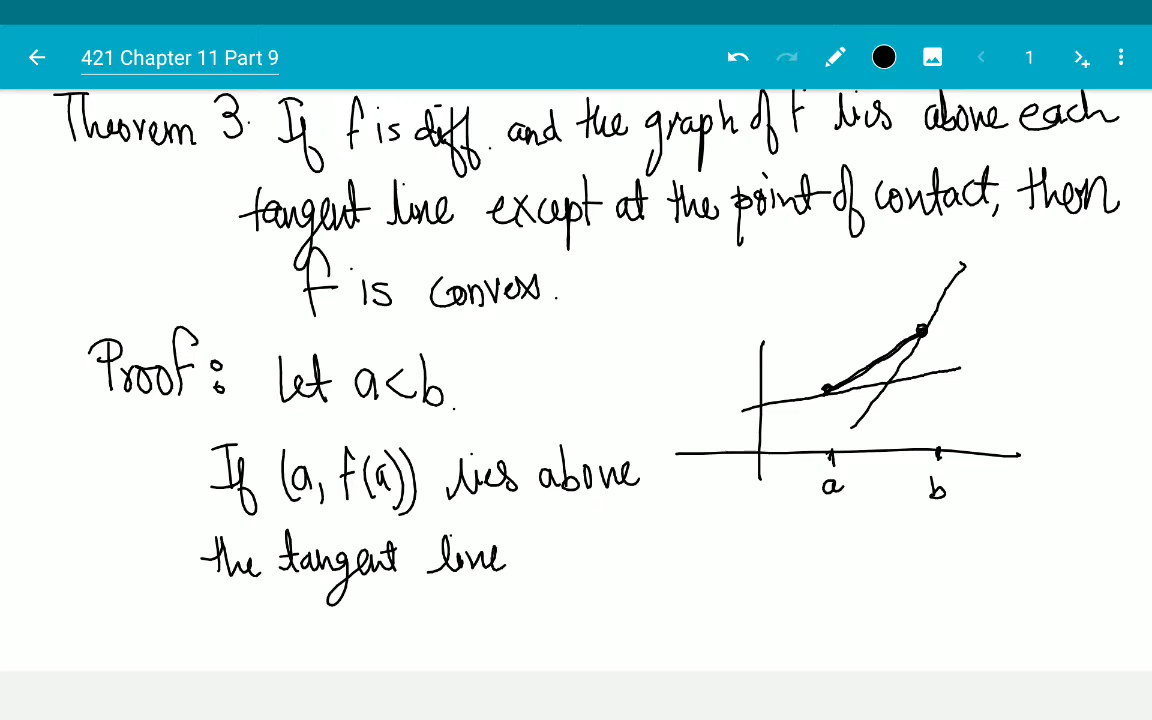 421 Chapter 11 Part 9
1
Theorem 3. If f is diff. and the graph of f lies above each
tangent line except at the point of contact, then
f is convex.
Proof: Let a<b.
If (a, f(a)) lies above
the tangent line
a b